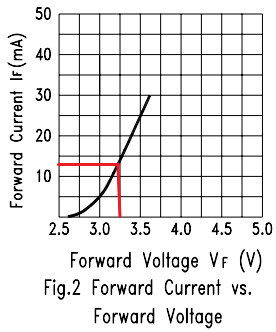 Forward Current IF(mA)
50
40
30
20
10
2.5 3.0 3.5 4.0 4.5 5.0
Forward Voltage VF (V)
Fig.2 Forward Current vs.
Forward Voltage